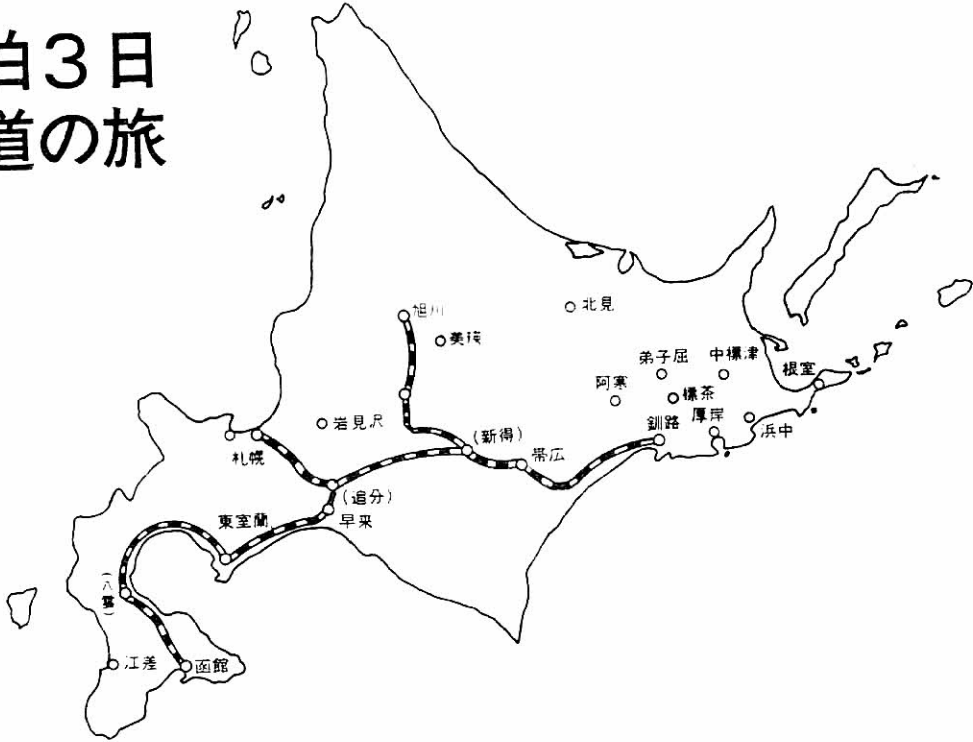 泊3日
道の旅
旭川
美瑛
北見
弟子屈
中標津
阿寒
標茶
根室
岩見沢
釧路
厚岸
浜中
(新得)
帯広
札幌
(追分)
早来
東室蘭
(八雲)
江差
函館